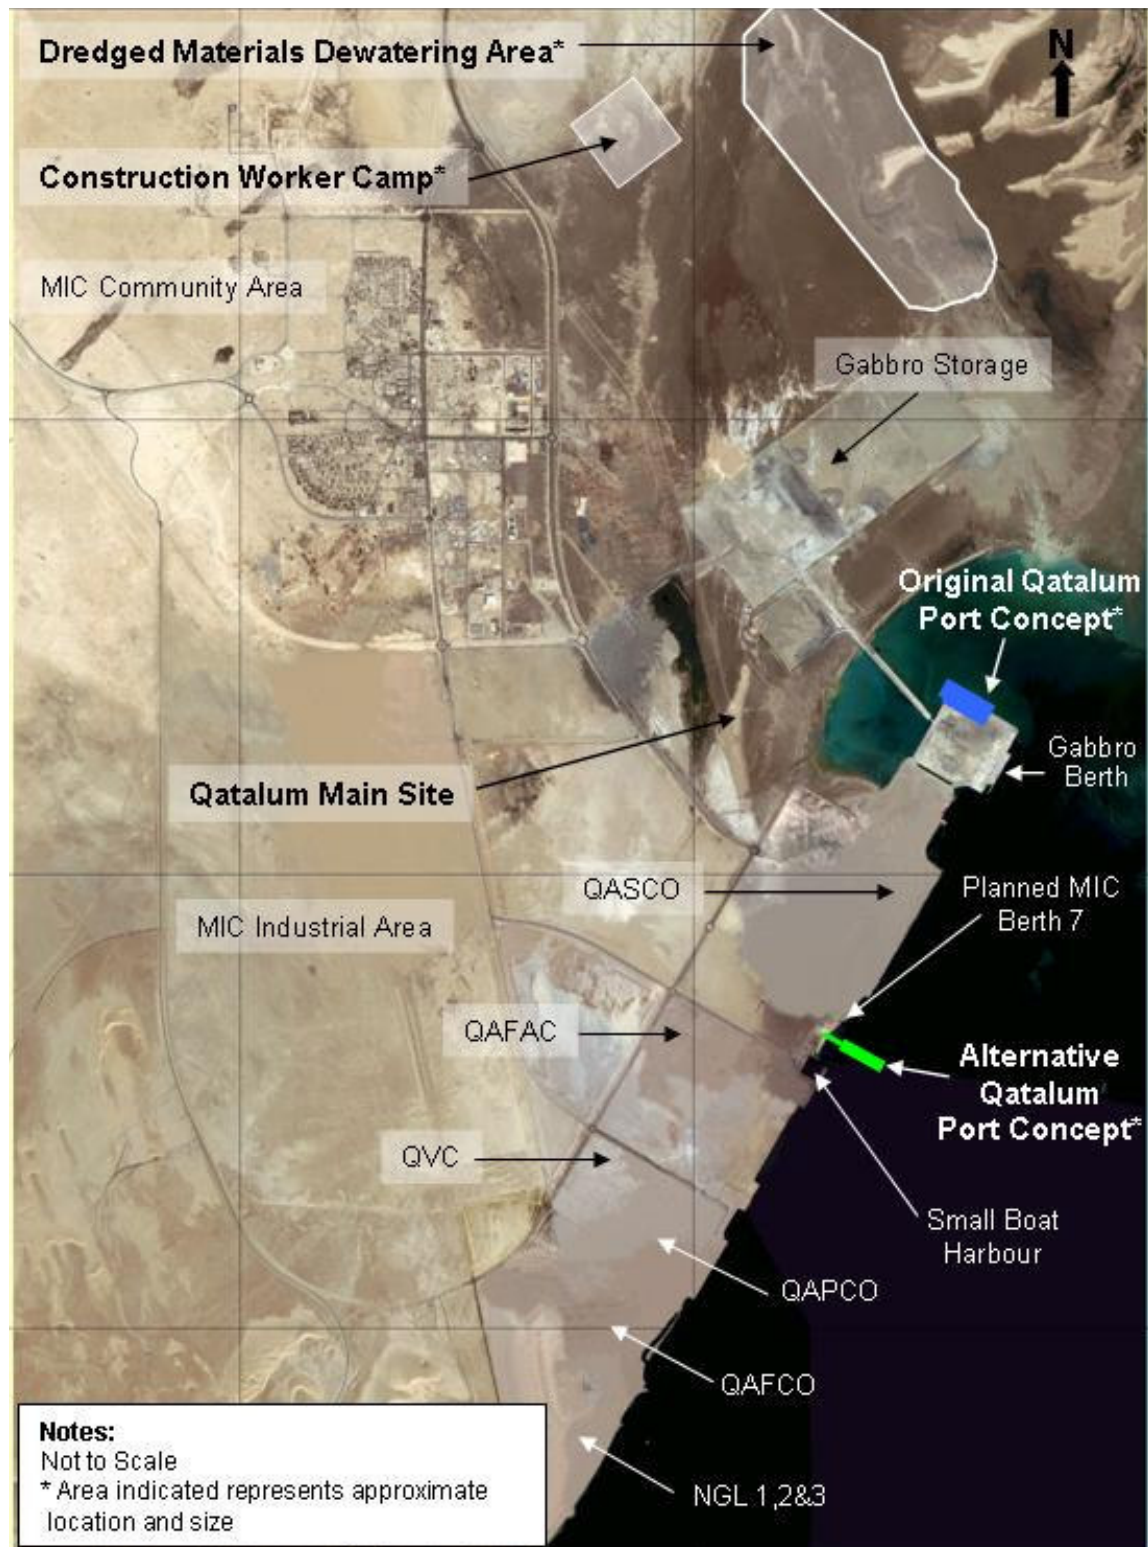 Dredged Materials Dewatering Area*
N
Construction Worker Camp*
MIC Community Area
Gabbro Storage
Original Qatalum
Port Concept*
Gabbro
Berth
Qatalum Main Site
QASCO
Planned MIC
Berth 7
MIC Industrial Area
QAFAC
Alternative
Qatalum
Port Concept*
QVC
Small Boat
Harbour
QAPCO
QAFCO
NGL 1,2&3
Notes:
Not to Scale
* Area indicated represents approximate
location and size